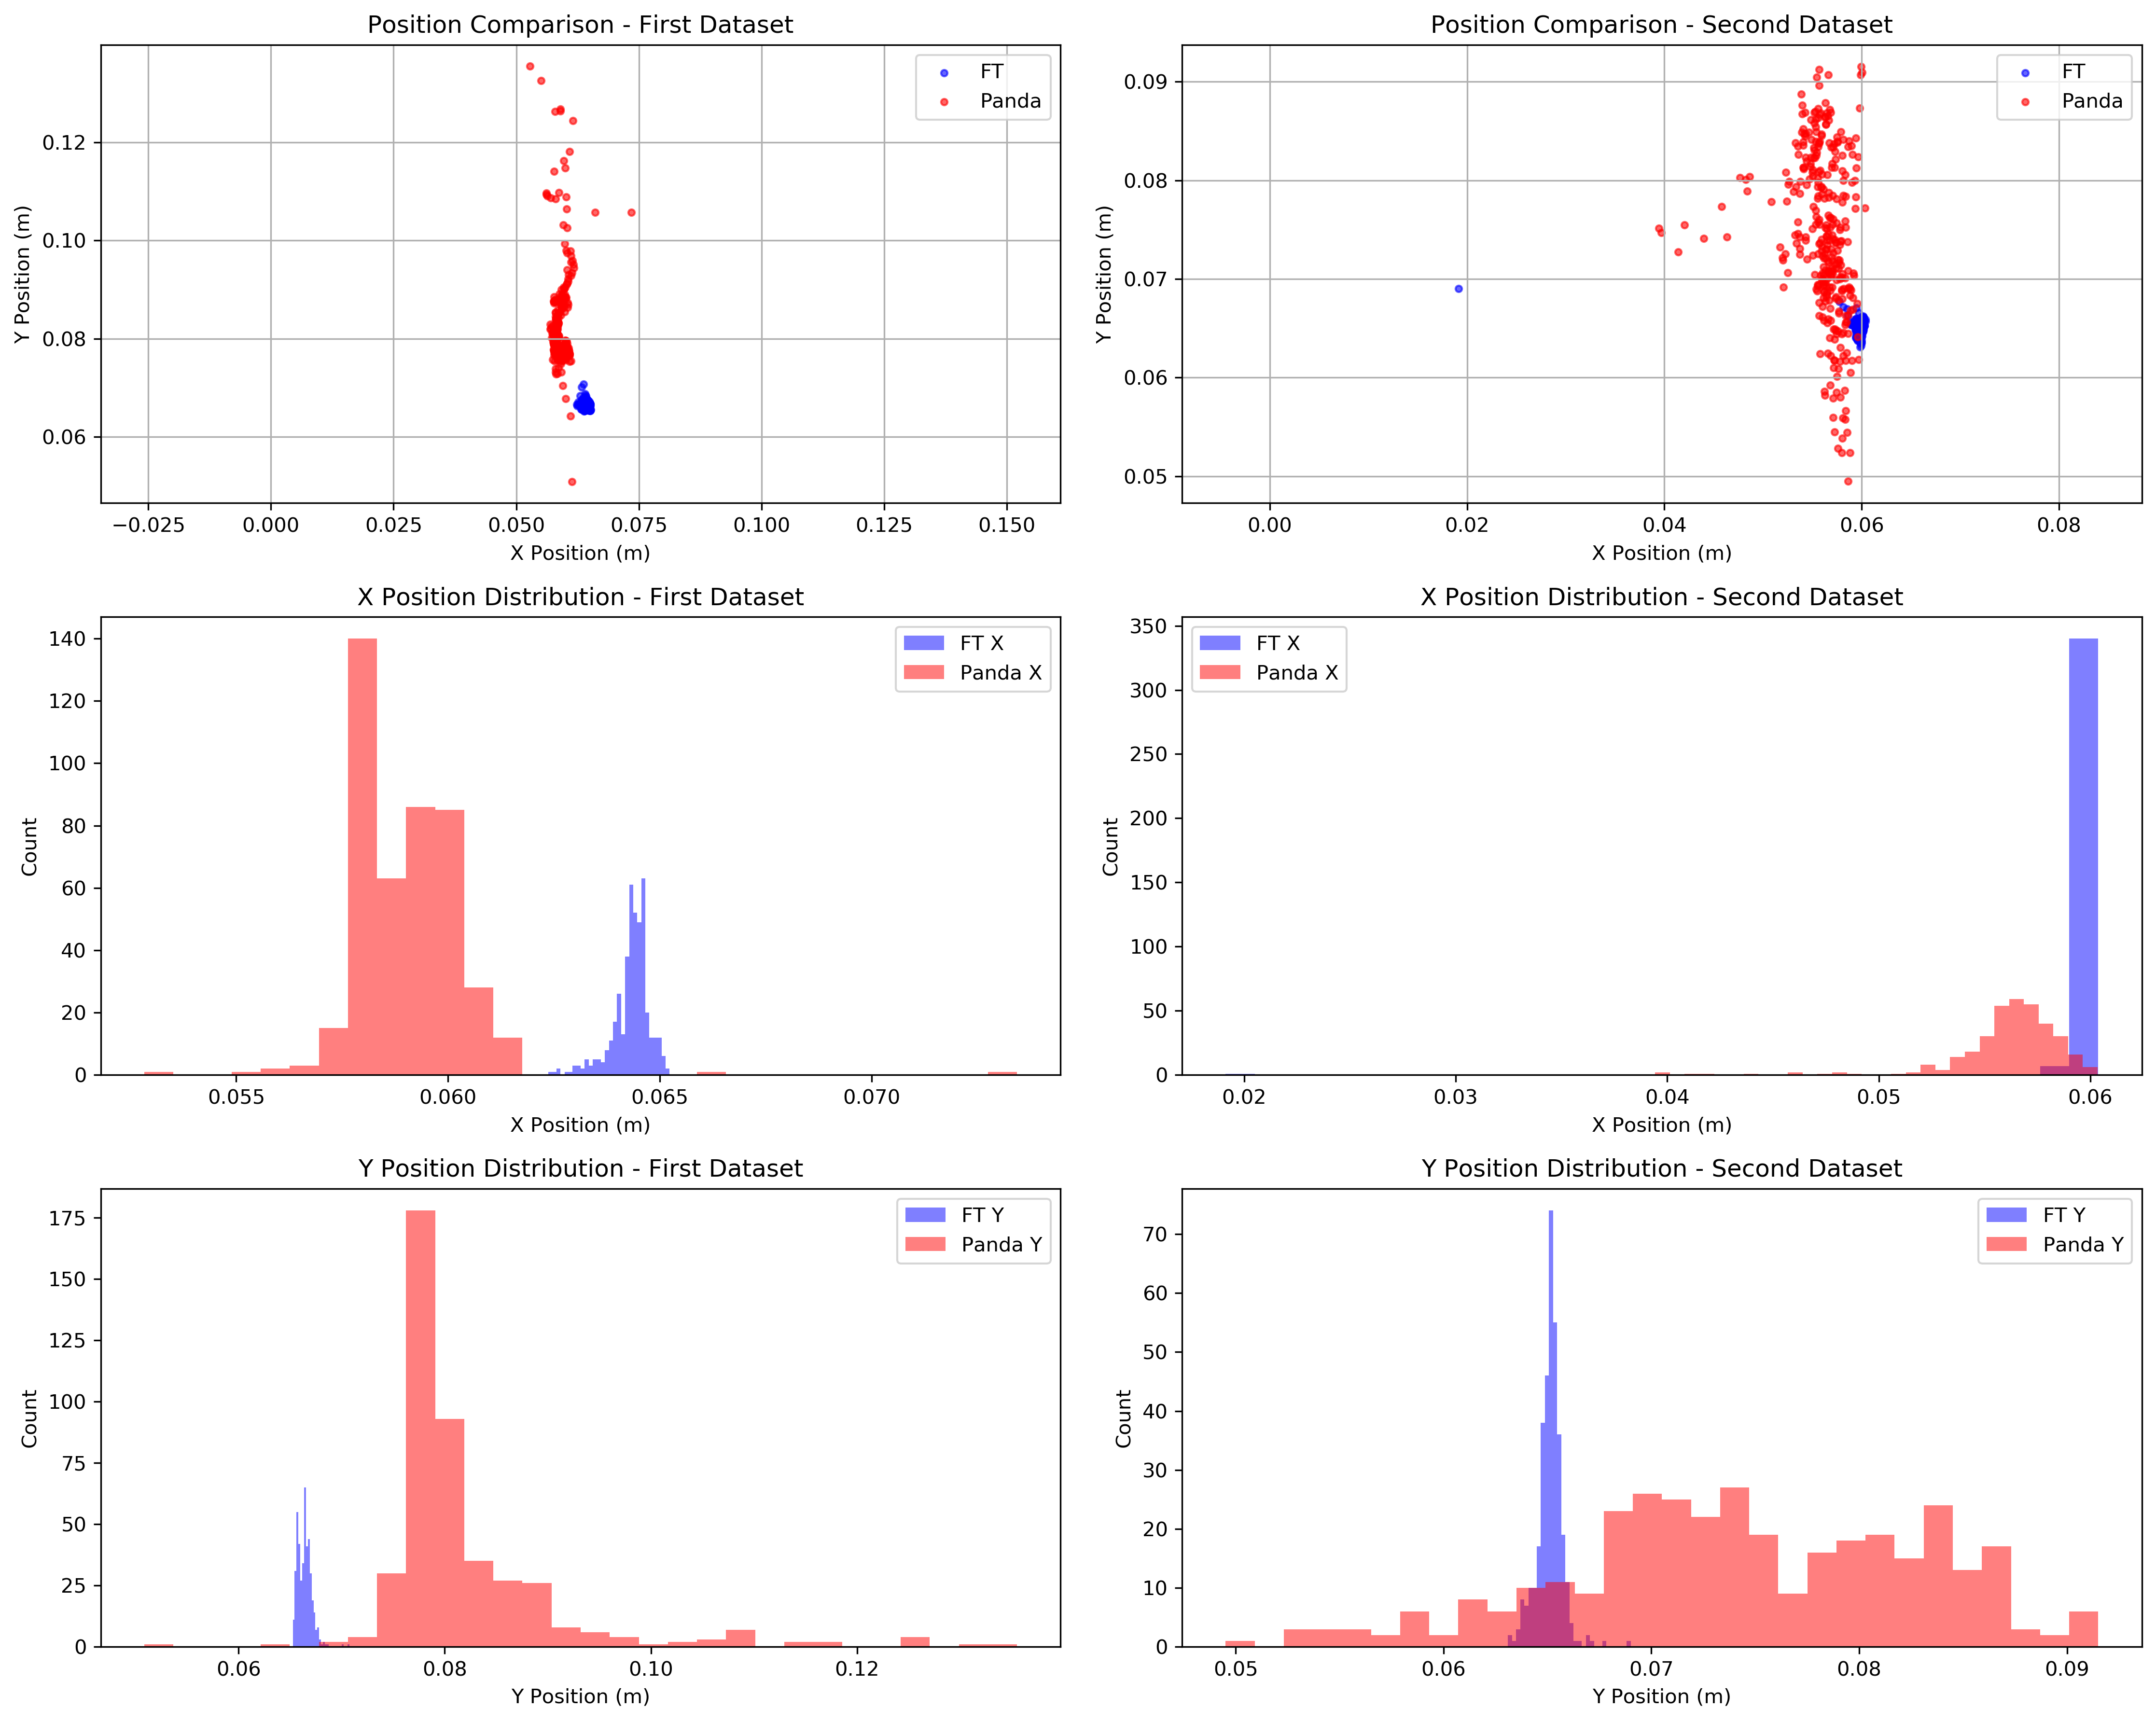 Position Comparison - First Dataset
FT
Panda
0.12
0.10
0.08
0.06
Y Position (m)
−0.025 0.000 0.025 0.050 0.075 0.100 0.125 0.150
X Position (m)
Position Comparison - Second Dataset
FT
Panda
0.09
0.08
0.07
0.06
0.05
Y Position (m)
0.00 0.02 0.04 0.06 0.08
X Position (m)
X Position Distribution - First Dataset
FT X
Panda X
140
120
100
80
60
40
20
0
Count
0.055 0.060 0.065 0.070
X Position (m)
X Position Distribution - Second Dataset
FT X
Panda X
350
300
250
200
150
100
50
0
Count
0.02 0.03 0.04 0.05 0.06
X Position (m)
Y Position Distribution - First Dataset
FT Y
Panda Y
175
150
125
100
75
50
25
0
Count
0.06 0.08 0.10 0.12
Y Position (m)
Y Position Distribution - Second Dataset
FT Y
Panda Y
70
60
50
40
30
20
10
0
Count
0.05 0.06 0.07 0.08 0.09
Y Position (m)